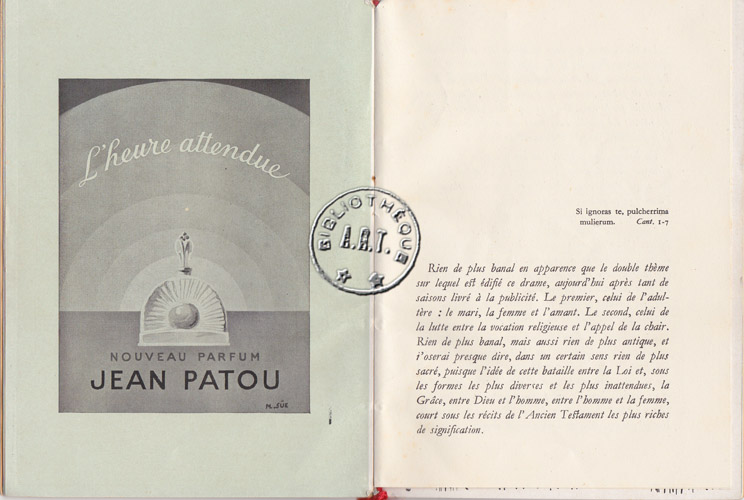 L'heure attendue
NOUVEAU PARFUM
JEAN PATOU
M. SÜE
BIBLIOTHÈQUE
A.R.T.
Si ignoras te, pulcherrima
mulierum. Cant. 1-7
Rien de plus banal en apparence que le double thème
sur lequel est édifié ce drame, aujourd'hui après tant de
saisons livré à la publicité. Le premier, celui de l'adul-
tère : le mari, la femme et l'amant. Le second, celui de
la lutte entre la vocation religieuse et l'appel de la chair.
Rien de plus banal, mais aussi rien de plus antique, et
i'oserai presque dire, dans un certain sens rien de plus
sacré, puisque l'idée de cette bataille entre la Loi et, sous
les formes les plus diverses et les plus inattendues, la
Grâce, entre Dieu et l'homme, entre l'homme et la femme,
court sous les récits de l'Ancien Testament les plus riches
de signification.